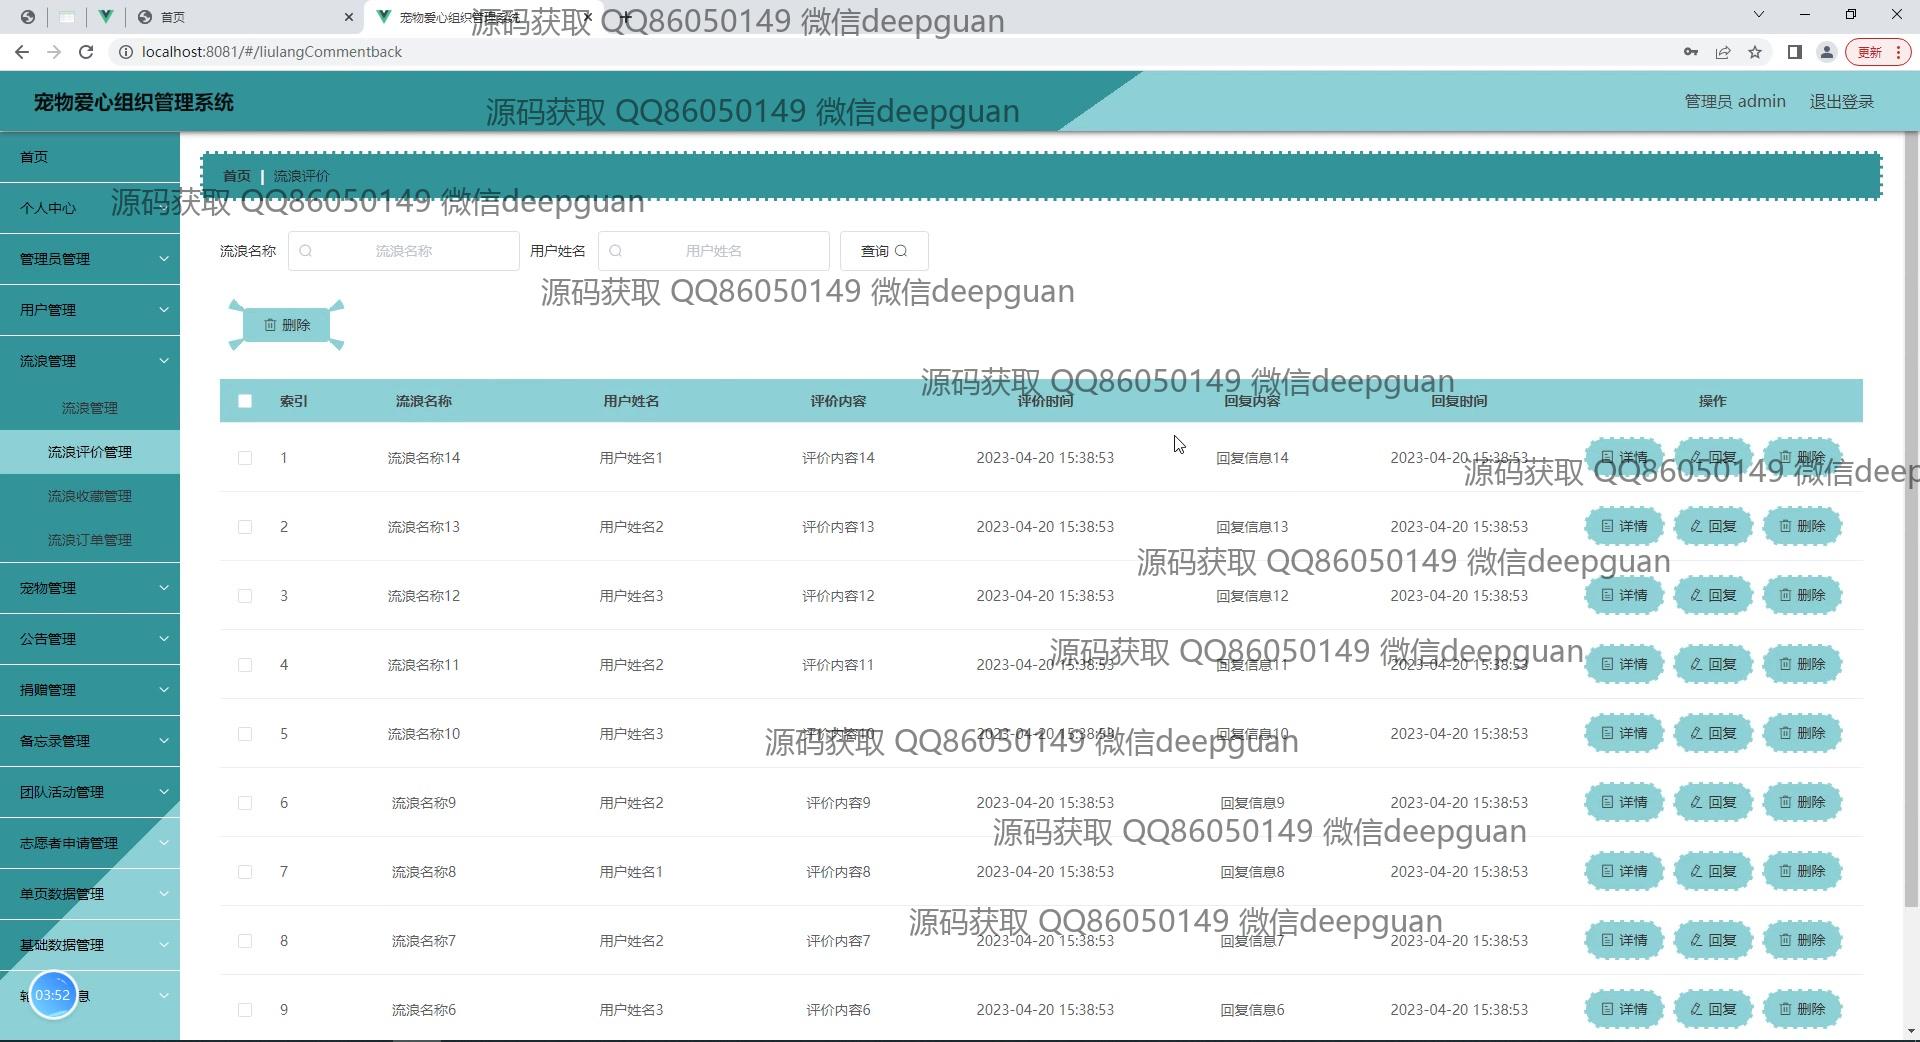 首页
宠物爱心组织管理系统
源码获取 QQ86050149 微信deepguan
localhost:8081/#/liulangCommentback
更新
宠物爱心组织管理系统
源码获取 QQ86050149 微信deepguan
管理员 admin
退出登录
首页
个人中心
管理员管理
用户管理
流浪管理
流浪管理
流浪评价管理
流浪收藏管理
流浪订单管理
宠物管理
公告管理
捐赠管理
备忘录管理
团队活动管理
志愿者申请管理
单页数据管理
基础数据管理
轮 息
03:52
首页 | 流浪评价
源码获取 QQ86050149 微信deepguan
流浪名称 流浪名称 用户姓名 用户姓名 查询
源码获取 QQ86050149 微信deepguan
删除
源码获取 QQ86050149 微信deepguan
索引 流浪名称 用户姓名 评价内容 评价时间 回复内容 回复时间 操作
1 流浪名称14 用户姓名1 评价内容14 2023-04-20 15:38:53 回复信息14 2023-04-20 15:38:53 详情 回复 删除
源码获取 QQ86050149 微信deep
2 流浪名称13 用户姓名2 评价内容13 2023-04-20 15:38:53 回复信息13 2023-04-20 15:38:53 详情 回复 删除
源码获取 QQ86050149 微信deepguan
3 流浪名称12 用户姓名3 评价内容12 2023-04-20 15:38:53 回复信息12 2023-04-20 15:38:53 详情 回复 删除
源码获取 QQ86050149 微信deepguan
4 流浪名称11 用户姓名2 评价内容11 2023-04-20 15:38:53 回复信息11 2023-04-20 15:38:53 详情 回复 删除
5 流浪名称10 用户姓名3 评价内容10 2023-04-20 15:38:53 回复信息10 2023-04-20 15:38:53 详情 回复 删除
源码获取 QQ86050149 微信deepguan
6 流浪名称9 用户姓名2 评价内容9 2023-04-20 15:38:53 回复信息9 2023-04-20 15:38:53 详情 回复 删除
源码获取 QQ86050149 微信deepguan
7 流浪名称8 用户姓名1 评价内容8 2023-04-20 15:38:53 回复信息8 2023-04-20 15:38:53 详情 回复 删除
源码获取 QQ86050149 微信deepguan
8 流浪名称7 用户姓名2 评价内容7 2023-04-20 15:38:53 回复信息7 2023-04-20 15:38:53 详情 回复 删除
9 流浪名称6 用户姓名3 评价内容6 2023-04-20 15:38:53 回复信息6 2023-04-20 15:38:53 详情 回复 删除